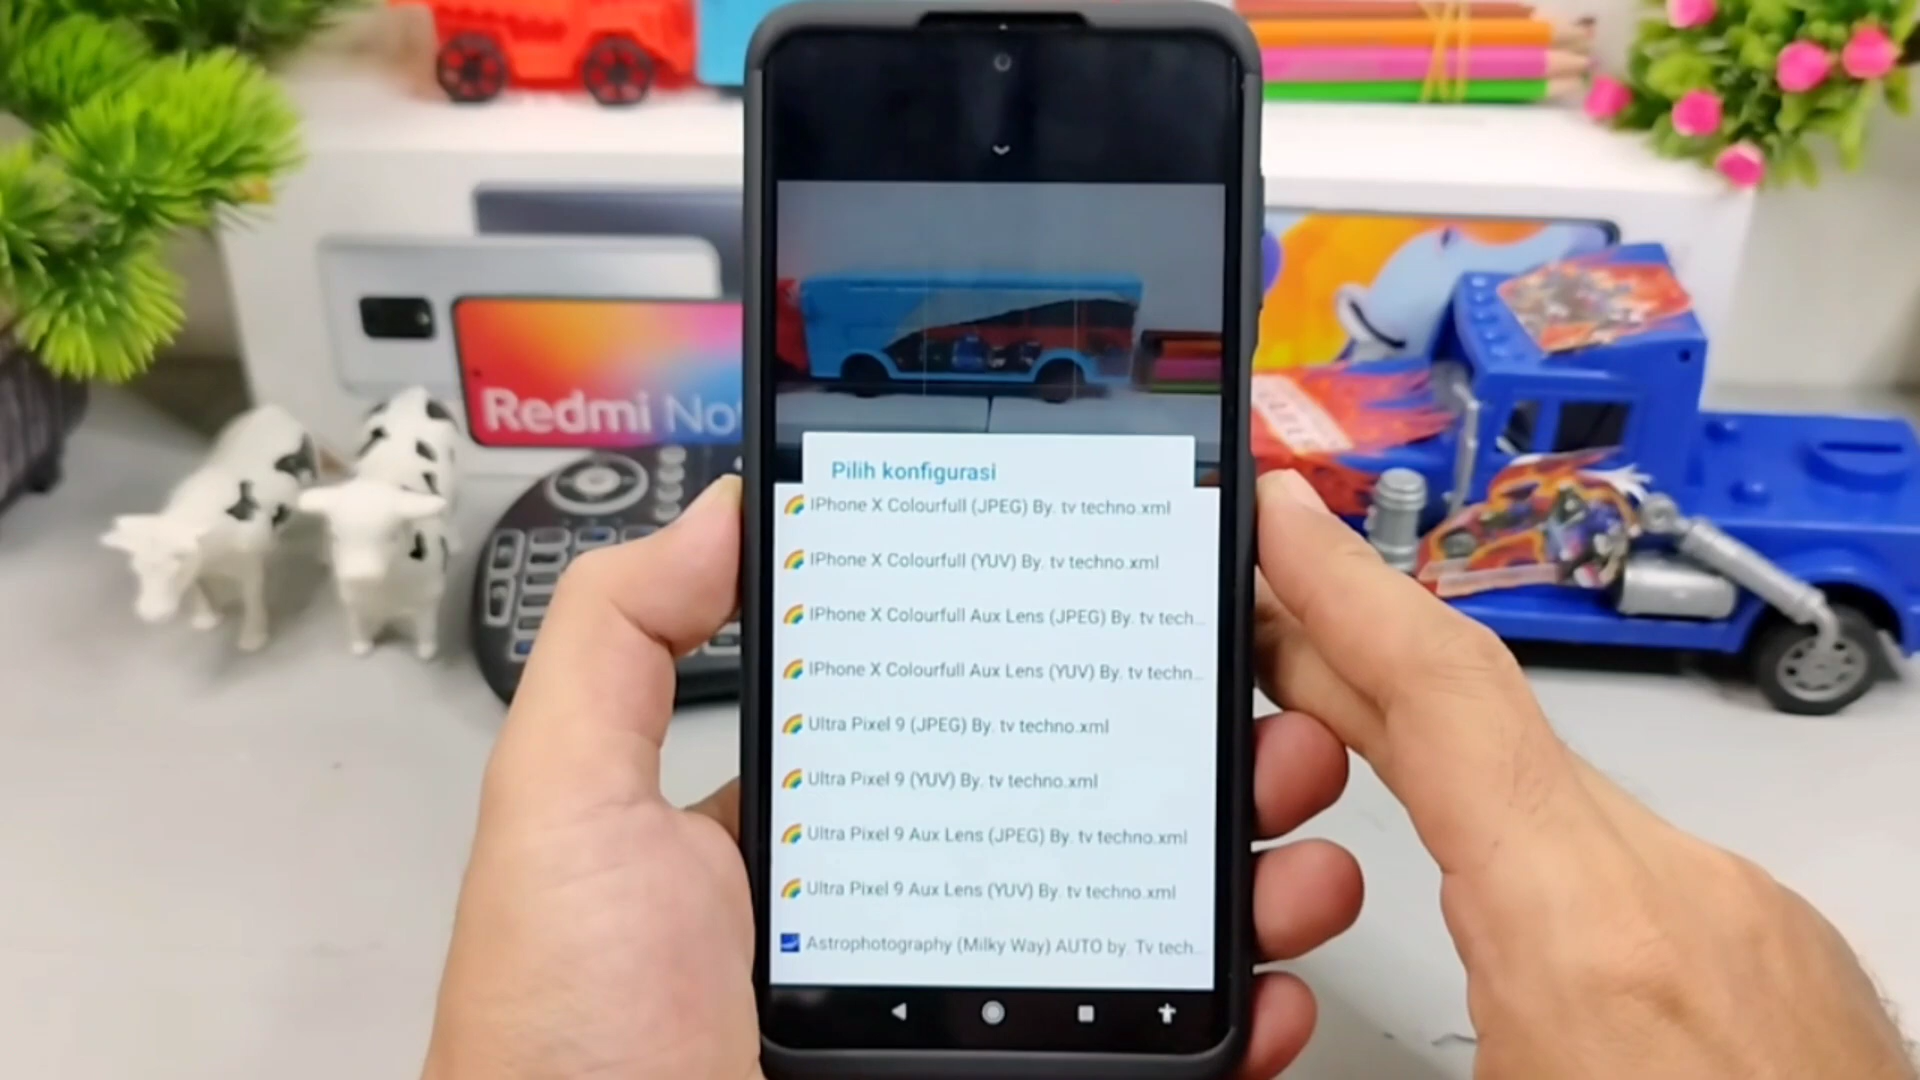 Redmi No
Pilih konfigurasi
IPhone X Colourfull (JPEG) By. tv techno.xml
IPhone X Colourfull (YUV) By. tv techno.xml
IPhone X Colourfull Aux Lens (JPEG) By. tv tech...
IPhone X Colourfull Aux Lens (YUV) By. tv techn...
Ultra Pixel 9 (JPEG) By. tv techno.xml
Ultra Pixel 9 (YUV) By. tv techno.xml
Ultra Pixel 9 Aux Lens (JPEG) By. tv techno.xml
Ultra Pixel 9 Aux Lens (YUV) By. tv techno.xml
Astrophotography (Milky Way) AUTO by. Tv tech...